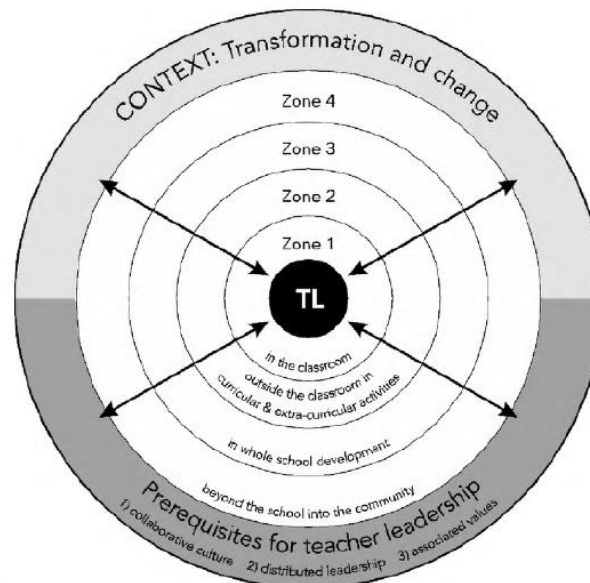 CONTEXT: Transformation and change
Zone 4
Zone 3
Zone 2
Zone 1
TL
in the classroom
outside the classroom in
curricular & extra-curricular activities
in whole school development
beyond the school into the community
Prerequisites for teacher leadership
1) collaborative culture 2) distributed leadership 3) associated values